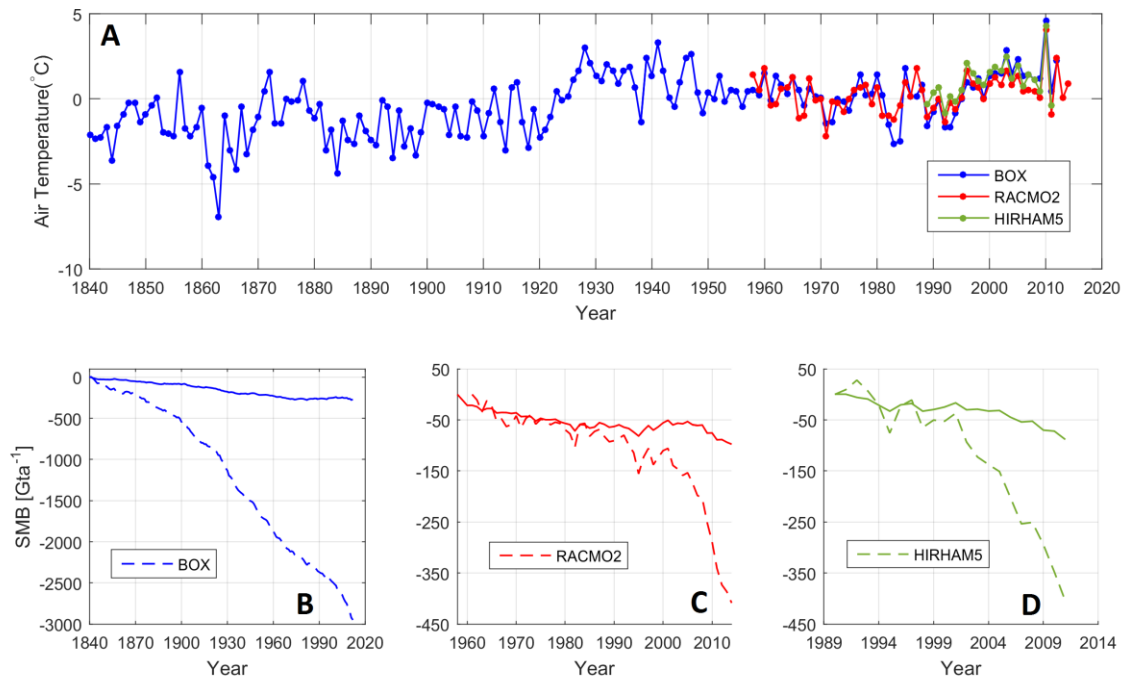 A
Air Temperature(°C)
5
0
-5
-10
1840 1850 1860 1870 1880 1890 1900 1910 1920 1930 1940 1950 1960 1970 1980 1990 2000 2010 2020
Year
BOX
RACMO2
HIRHAM5
SMB [Gta⁻¹]
0
-500
-1000
-1500
-2000
-2500
-3000
1840 1870 1900 1930 1960 1990 2020
Year
BOX
B
50
-50
-150
-250
-350
-450
1960 1970 1980 1990 2000 2010
Year
RACMO2
C
50
-50
-150
-250
-350
-450
1989 1994 1999 2004 2009 2014
Year
HIRHAM5
D